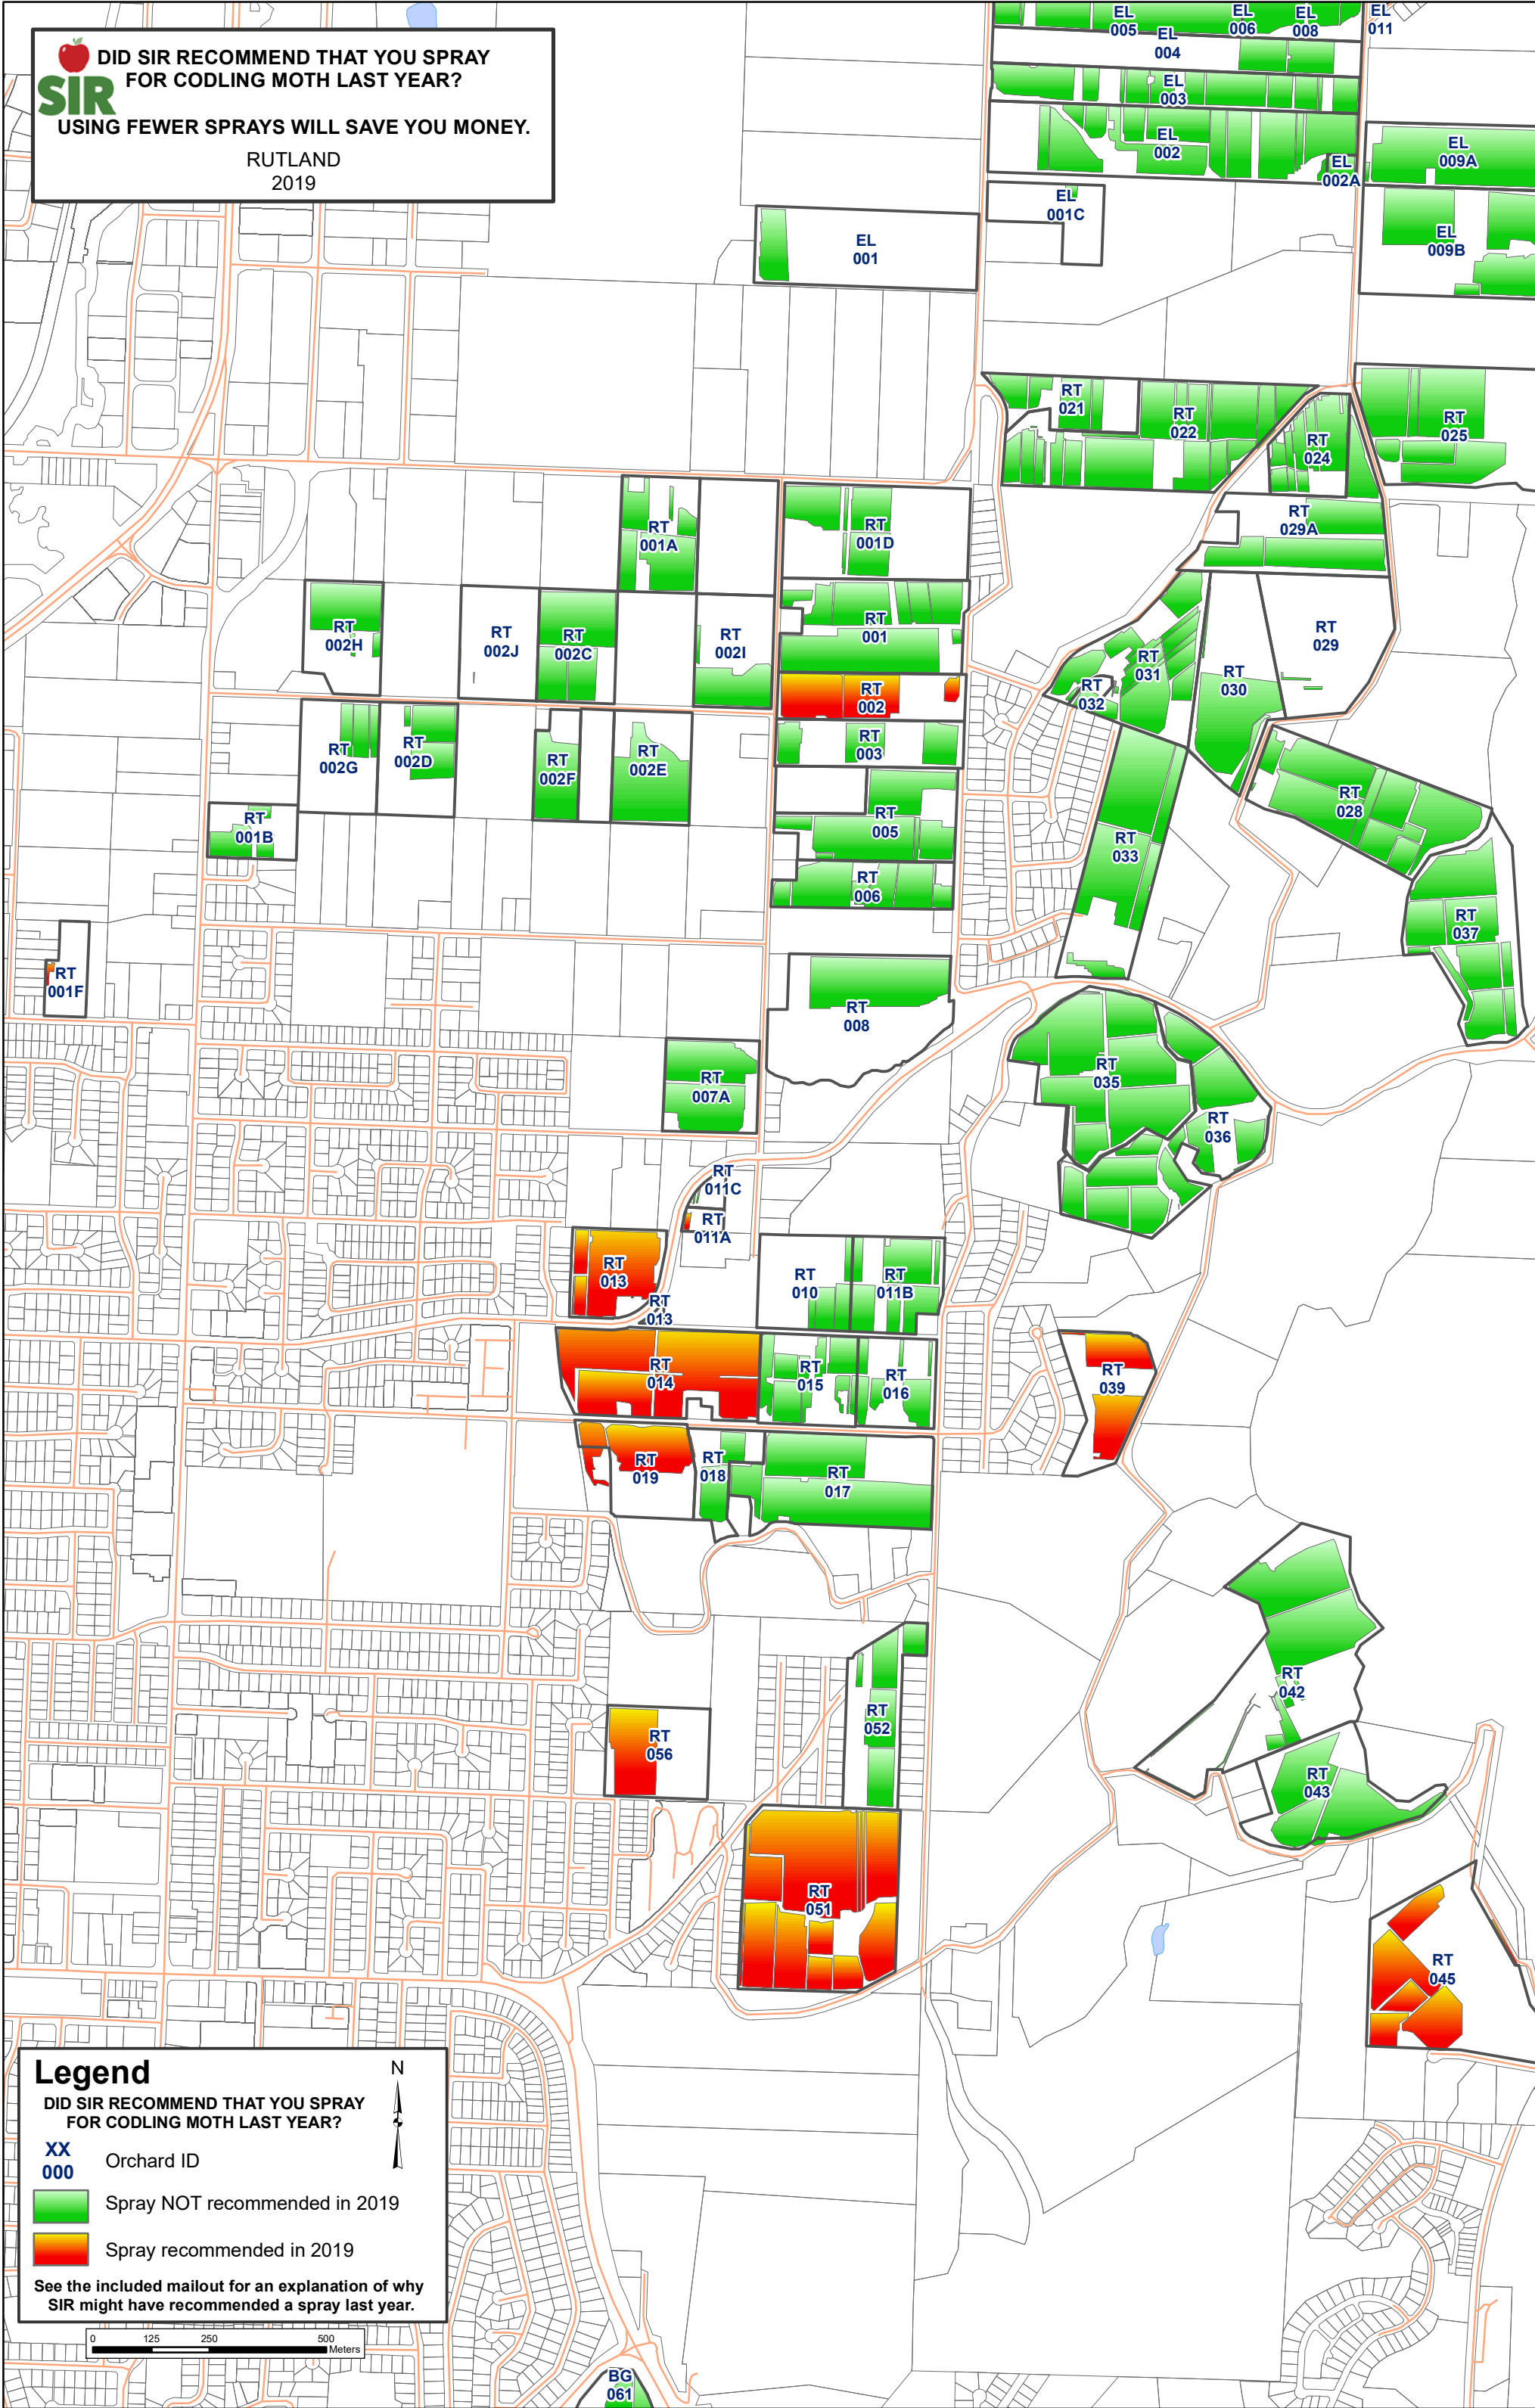 DID SIR RECOMMEND THAT YOU SPRAY
FOR CODLING MOTH LAST YEAR?
SIR
USING FEWER SPRAYS WILL SAVE YOU MONEY.
RUTLAND
2019
EL
005
EL
006
EL
008
EL
011
EL
004
EL
003
EL
002
EL
002A
EL
009A
EL
001C
EL
009B
EL
001
RT
021
RT
022
RT
024
RT
025
RT
001A
RT
001D
RT
029A
RT
002H
RT
002J
RT
002C
RT
002I
RT
001
RT
029
RT
031
RT
030
RT
032
RT
002
RT
003
RT
002G
RT
002D
RT
002F
RT
002E
RT
028
RT
001B
RT
005
RT
033
RT
006
RT
037
RT
001F
RT
008
RT
035
RT
007A
RT
036
RT
011C
RT
011A
RT
013
RT
013
RT
010
RT
011B
RT
014
RT
015
RT
016
RT
039
RT
019
RT
018
RT
017
RT
042
RT
052
RT
056
RT
043
RT
051
RT
045
Legend
N
DID SIR RECOMMEND THAT YOU SPRAY
FOR CODLING MOTH LAST YEAR?
XX
000
Orchard ID
Spray NOT recommended in 2019
Spray recommended in 2019
See the included mailout for an explanation of why
SIR might have recommended a spray last year.
0 125 250 500
Meters
BG
061